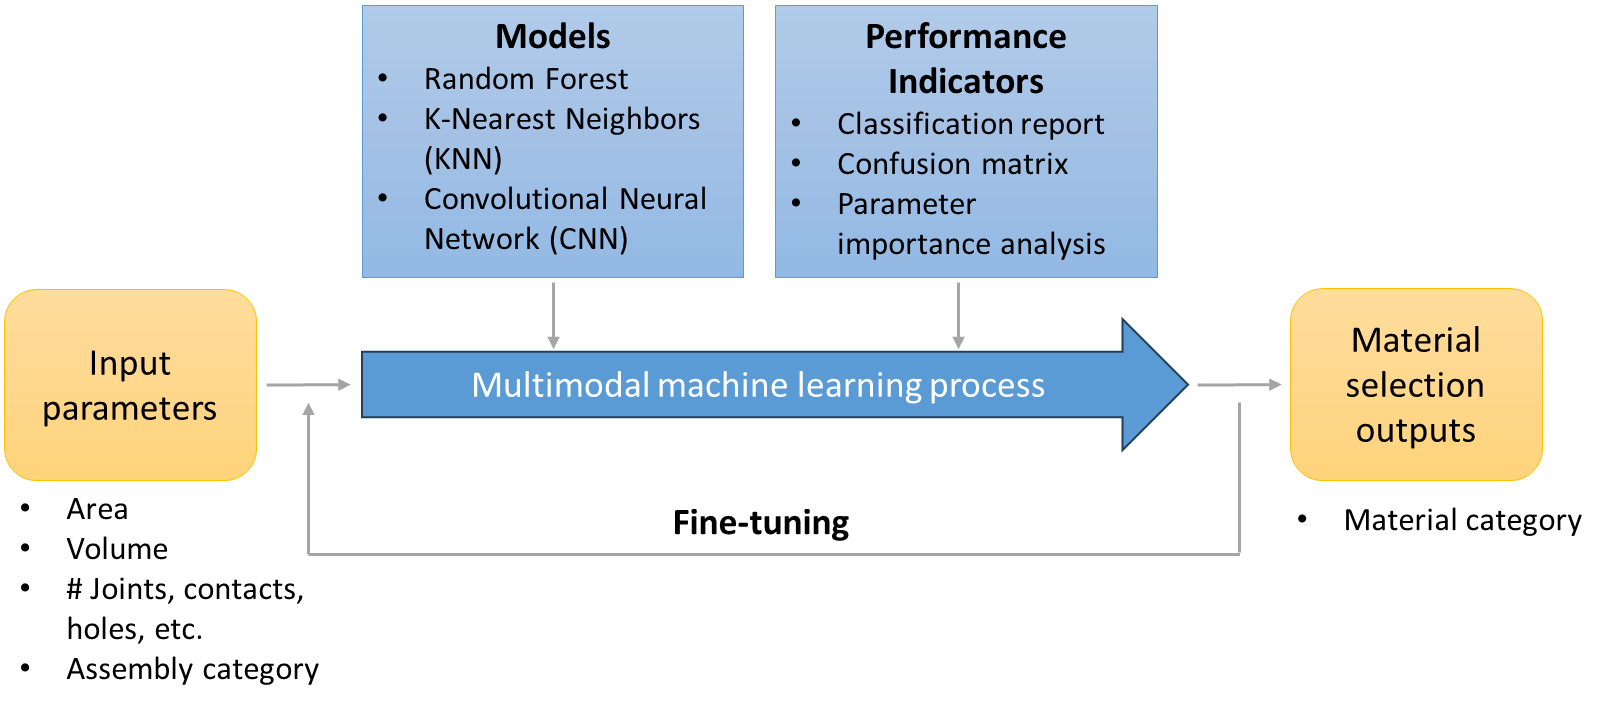 Models
• Random Forest
• K-Nearest Neighbors
(KNN)
• Convolutional Neural
Network (CNN)
Performance
Indicators
• Classification report
• Confusion matrix
• Parameter
importance analysis
Input
parameters
• Area
• Volume
• # Joints, contacts,
holes, etc.
• Assembly category
Multimodal machine learning process
Fine-tuning
Material
selection
outputs
• Material category